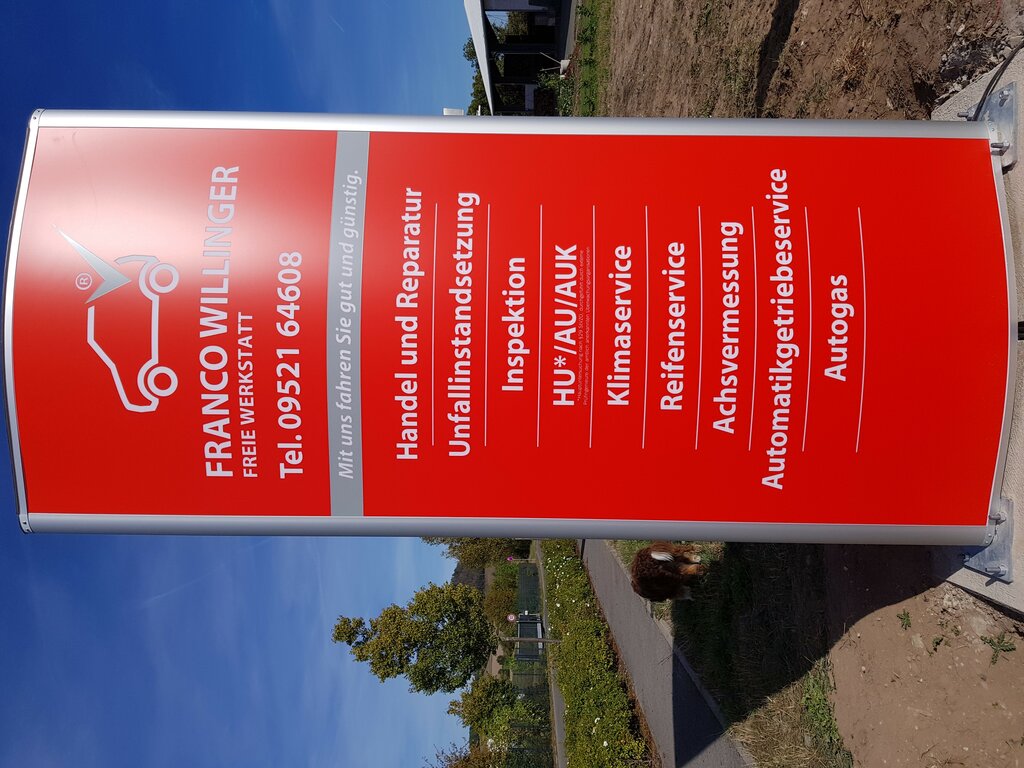 ®
FRANCO WILLINGER
FREIE WERKSTATT
Tel. 09521 64608
Mit uns fahren Sie gut und günstig.
Handel und Reparatur
Unfallinstandsetzung
Inspektion
HU*/AU/AUK
Klimaservice
Reifenservice
Achsvermessung
Automatikgetriebeservice
Autogas